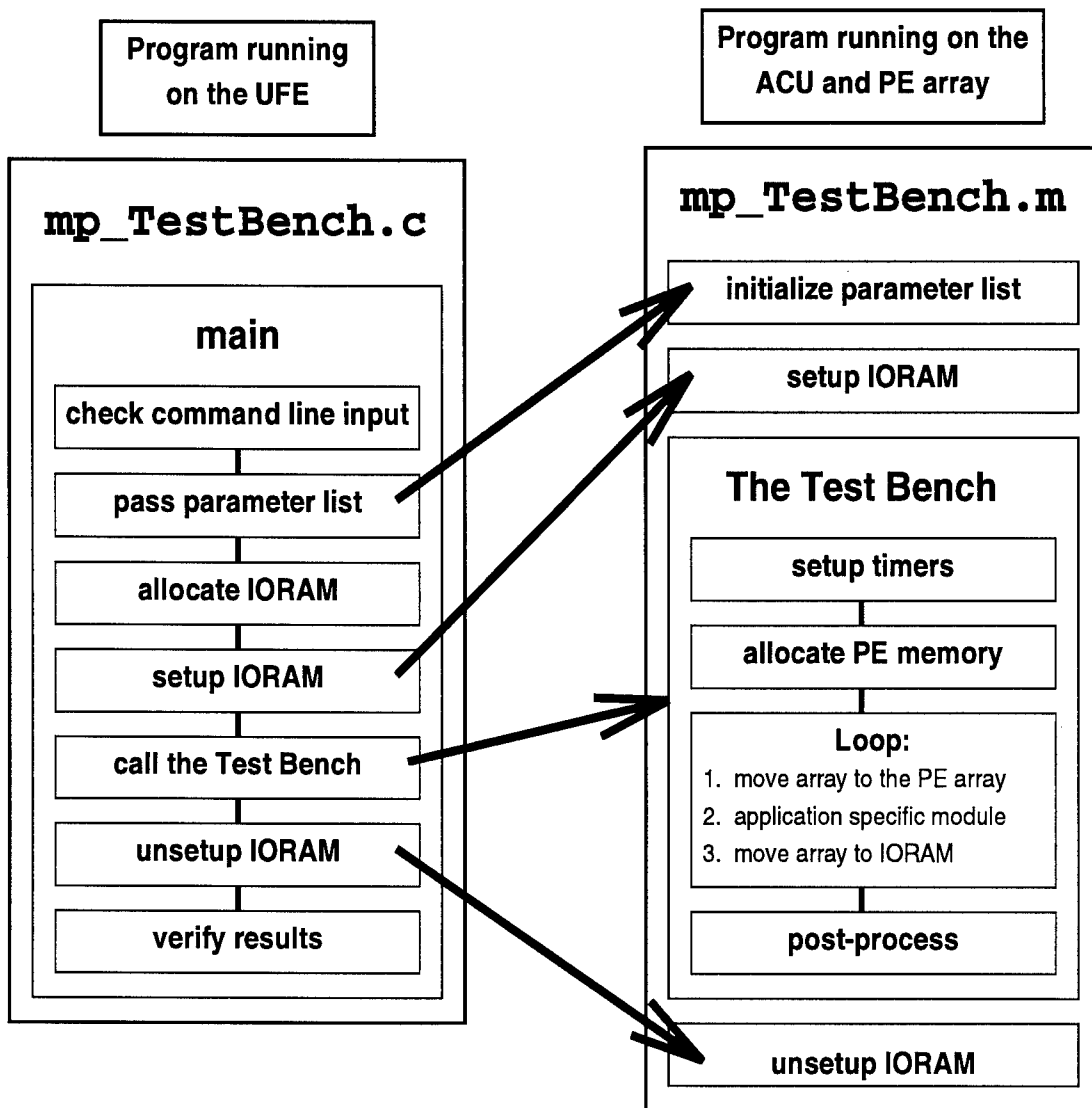 Program running
on the UFE
mp_TestBench.c
main
check command line input
pass parameter list
allocate IORAM
setup IORAM
call the Test Bench
unsetup IORAM
verify results
Program running on the
ACU and PE array
mp_TestBench.m
initialize parameter list
setup IORAM
The Test Bench
setup timers
allocate PE memory
Loop:
1. move array to the PE array
2. application specific module
3. move array to IORAM
post-process
unsetup IORAM